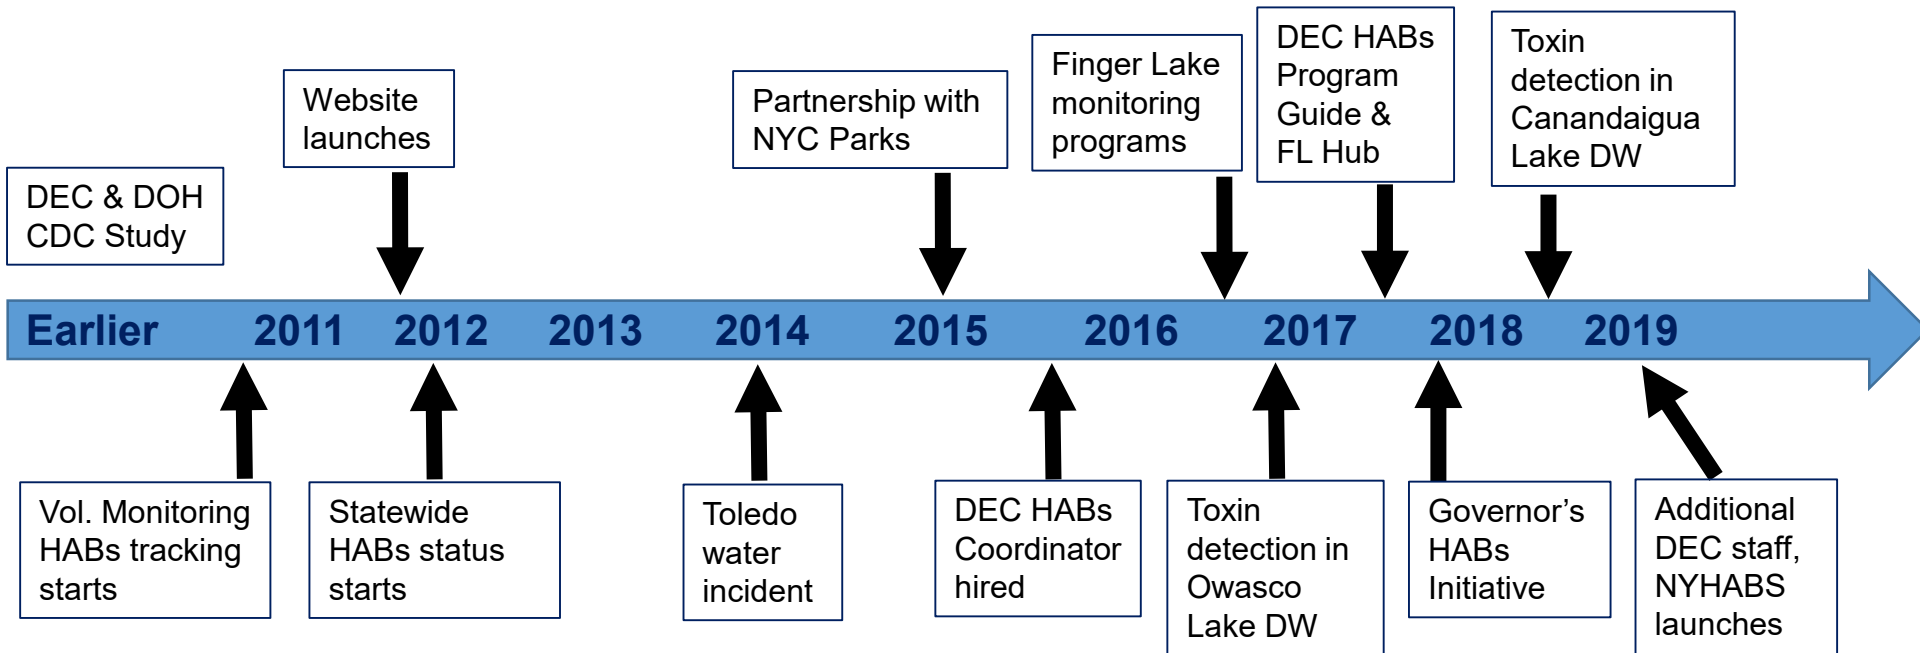 DEC & DOH
CDC Study
Website
launches
Partnership with
NYC Parks
Finger Lake
monitoring
programs
DEC HABs
Program
Guide &
FL Hub
Toxin
detection in
Canandaigua
Lake DW
Earlier 2011 2012 2013 2014 2015 2016 2017 2018 2019
Vol. Monitoring
HABs tracking
starts
Statewide
HABs status
starts
Toledo
water
incident
DEC HABs
Coordinator
hired
Toxin
detection in
Owasco
Lake DW
Governor’s
HABs
Initiative
Additional
DEC staff,
NYHABS
launches